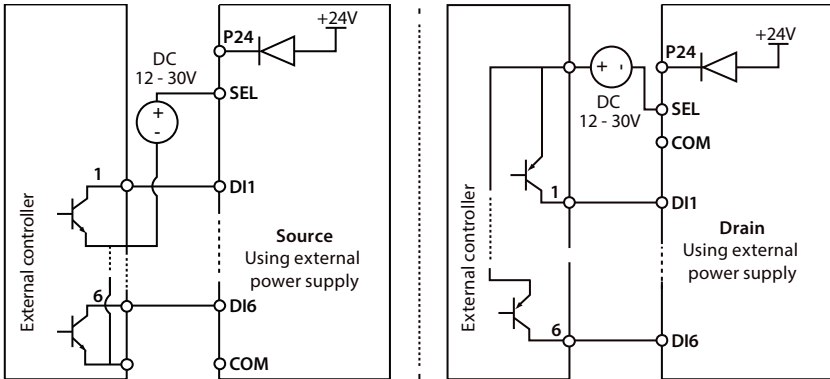 +24V
P24
DC
12 - 30V
SEL
+
-
1
DI1
External controller
Source
Using external
power supply
6
DI6
COM
+24V
P24
+ -
DC
12 - 30V
SEL
COM
1
DI1
External controller
Drain
Using external
power supply
6
DI6